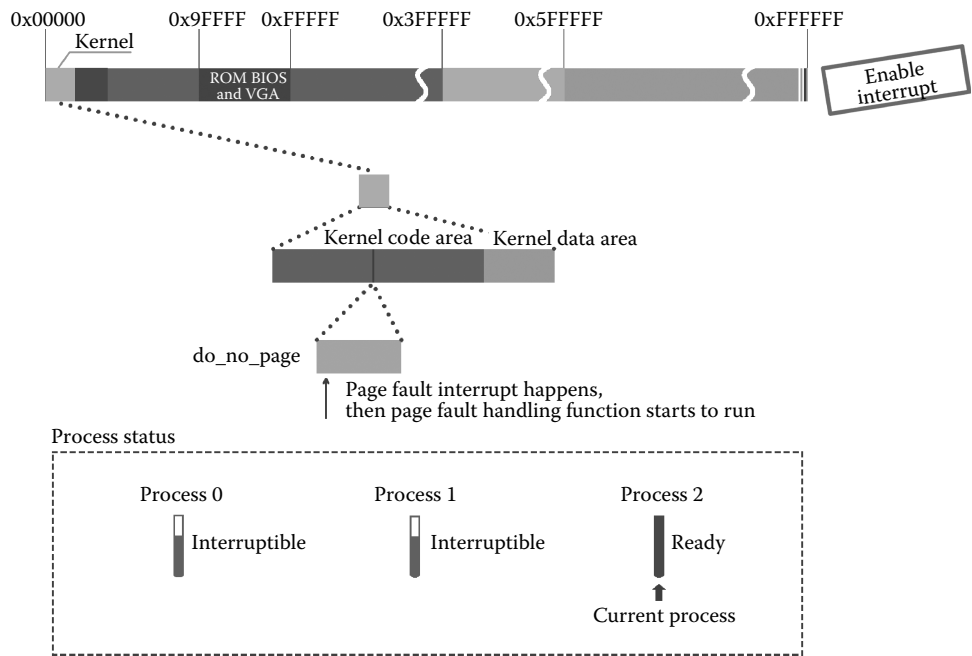 0x00000 0x9FFFF 0xFFFFF 0x3FFFFF 0x5FFFFF 0xFFFFFF
Kernel
ROM BIOS
and VGA
Enable
interrupt
Kernel code area Kernel data area
do_no_page
Page fault interrupt happens,
then page fault handling function starts to run
Process status
Process 0 Process 1 Process 2
Interruptible Interruptible Ready
Current process